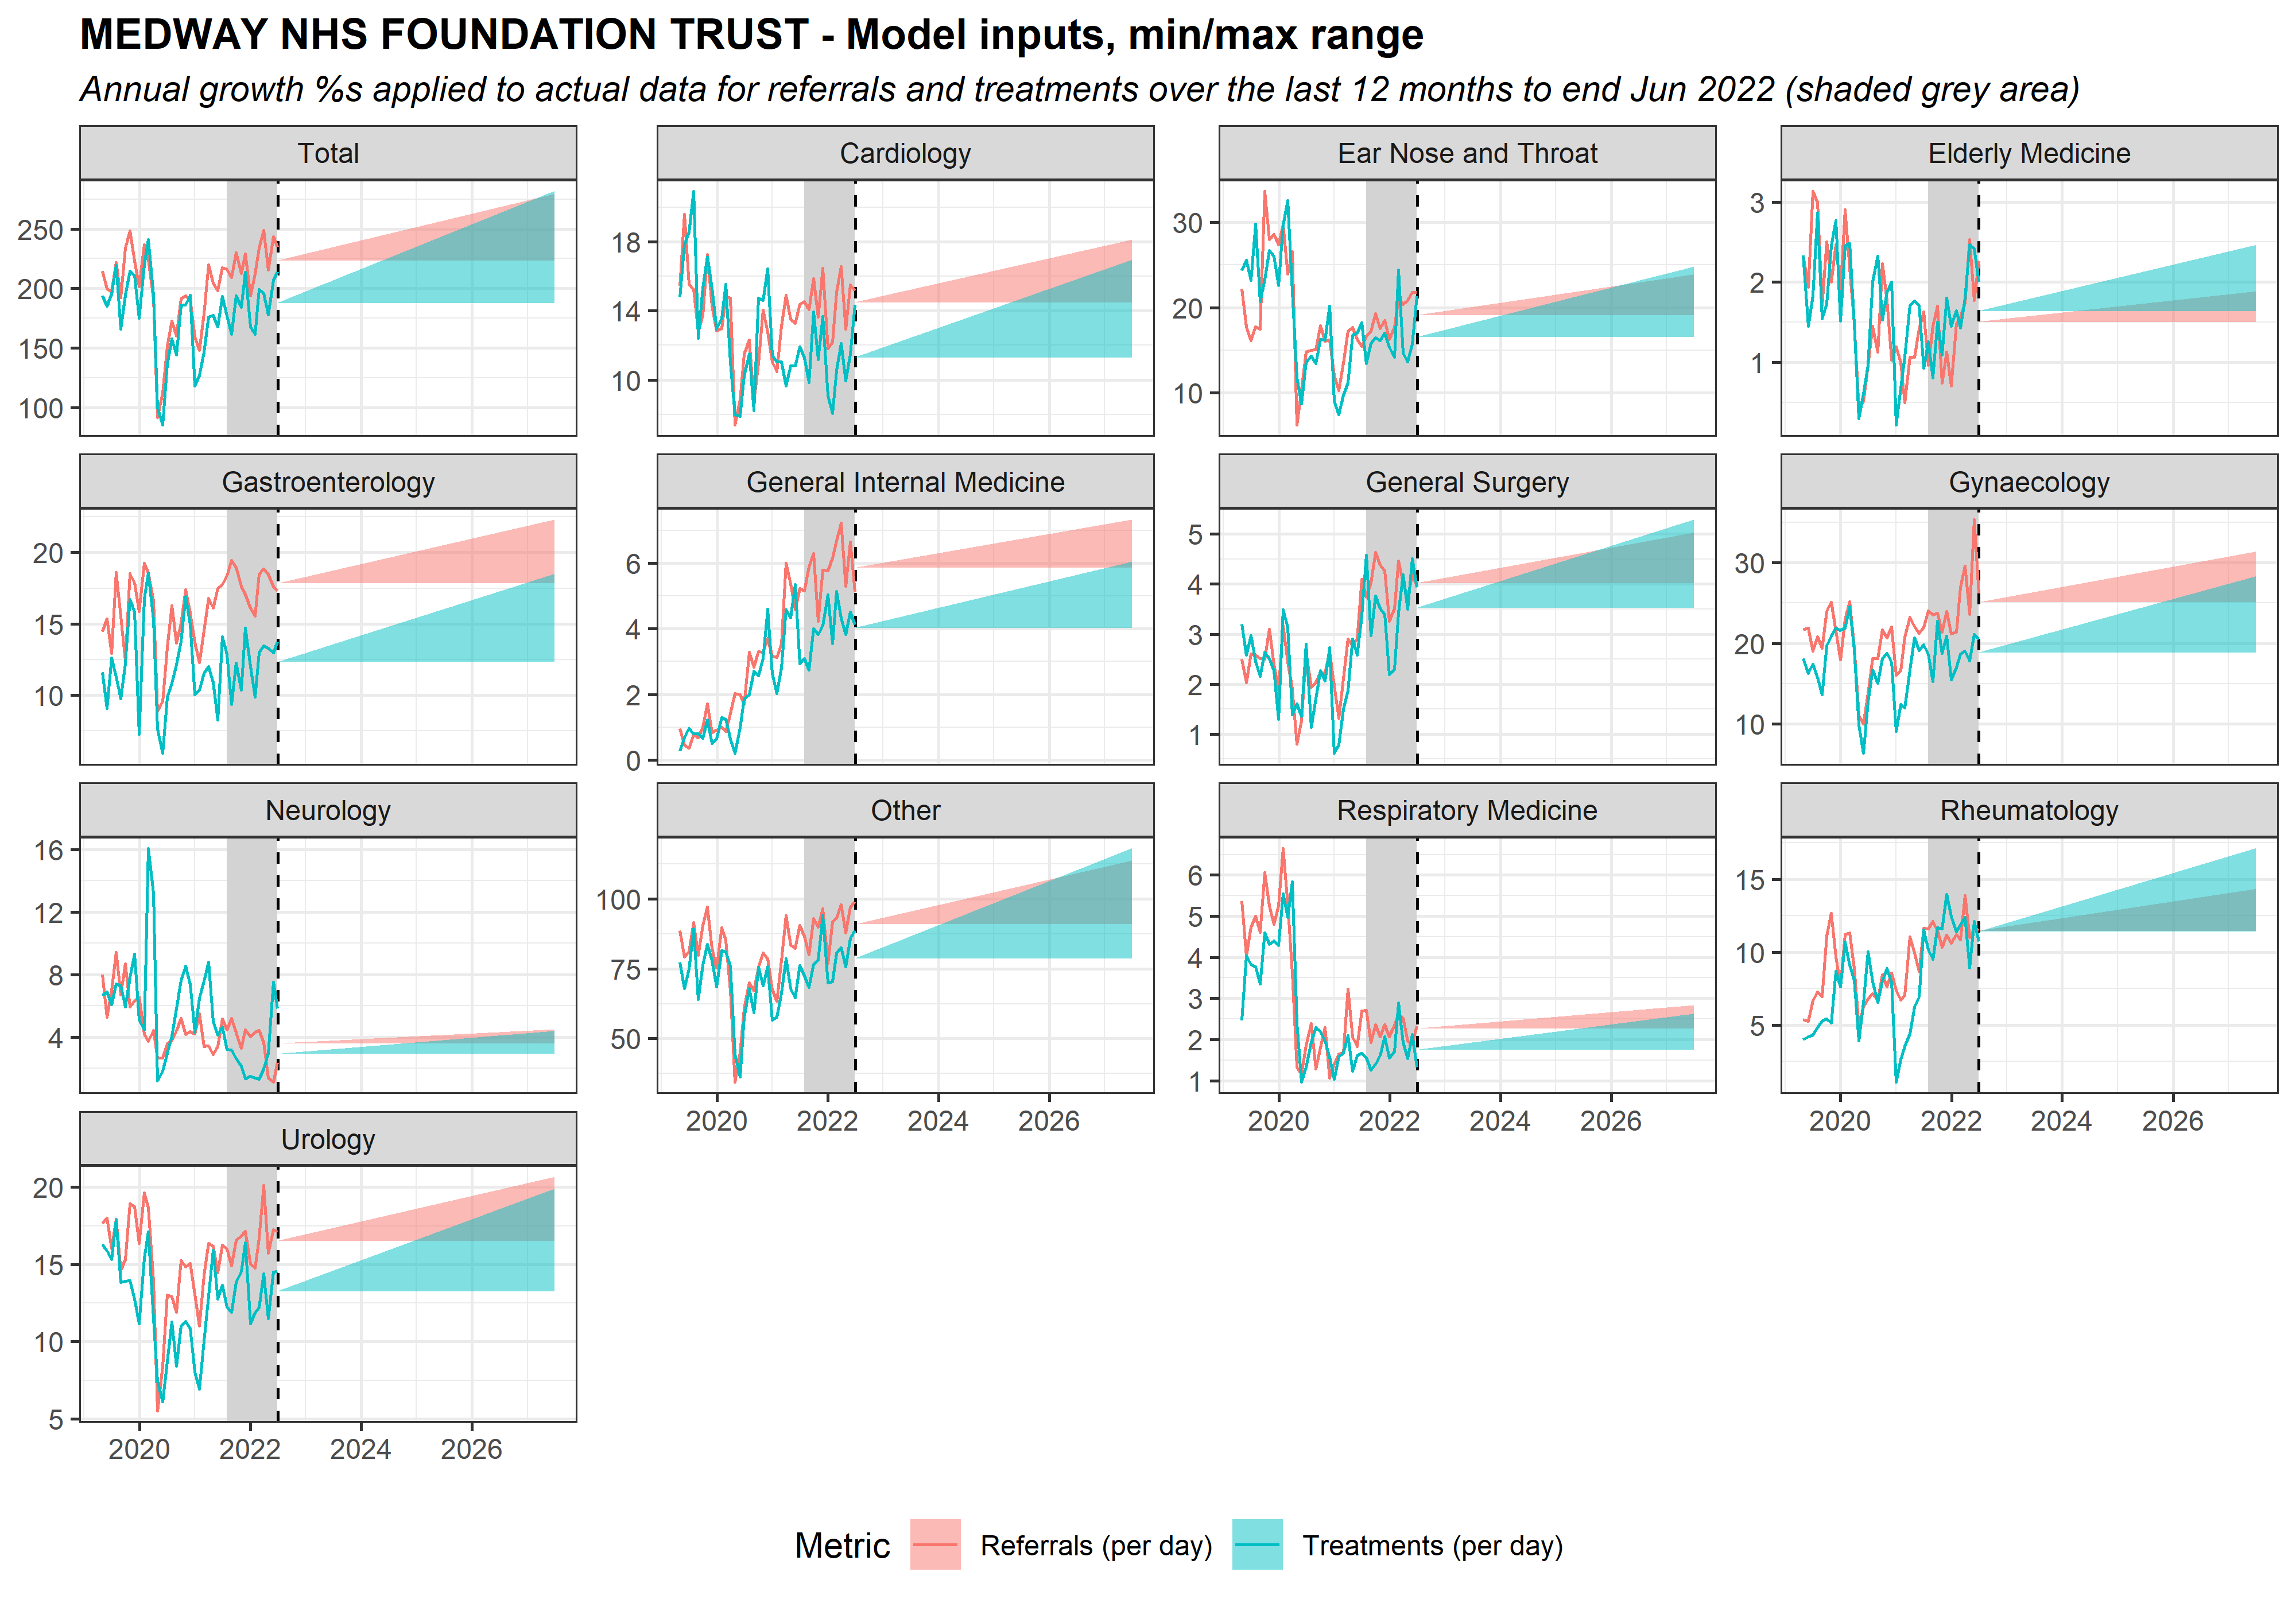 MEDWAY NHS FOUNDATION TRUST - Model inputs, min/max range
Annual growth %s applied to actual data for referrals and treatments over the last 12 months to end Jun 2022 (shaded grey area)
Total
250
200
150
100
Cardiology
18
14
10
Ear Nose and Throat
30
20
10
Elderly Medicine
3
2
1
Gastroenterology
20
15
10
General Internal Medicine
6
4
2
0
General Surgery
5
4
3
2
1
Gynaecology
30
20
10
Neurology
16
12
8
4
Other
100
75
50
2020 2022 2024 2026
Respiratory Medicine
6
5
4
3
2
1
2020 2022 2024 2026
Rheumatology
15
10
5
2020 2022 2024 2026
Urology
20
15
10
5
2020 2022 2024 2026
Metric Referrals (per day) Treatments (per day)